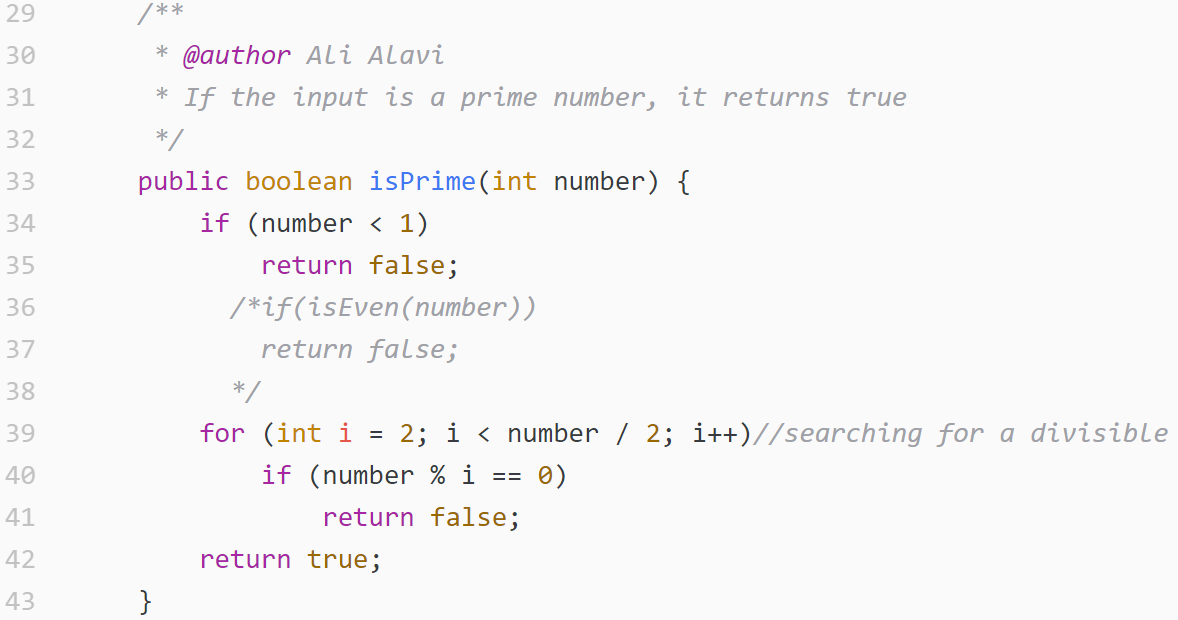 29 /**
30 * @author Ali Alavi
31 * If the input is a prime number, it returns true
32 */
33 public boolean isPrime(int number) {
34 if (number < 1)
35 return false;
36 /*if(isEven(number))
37 return false;
38 */
39 for (int i = 2; i < number / 2; i++)//searching for a divisible
40 if (number % i == 0)
41 return false;
42 return true;
43 }